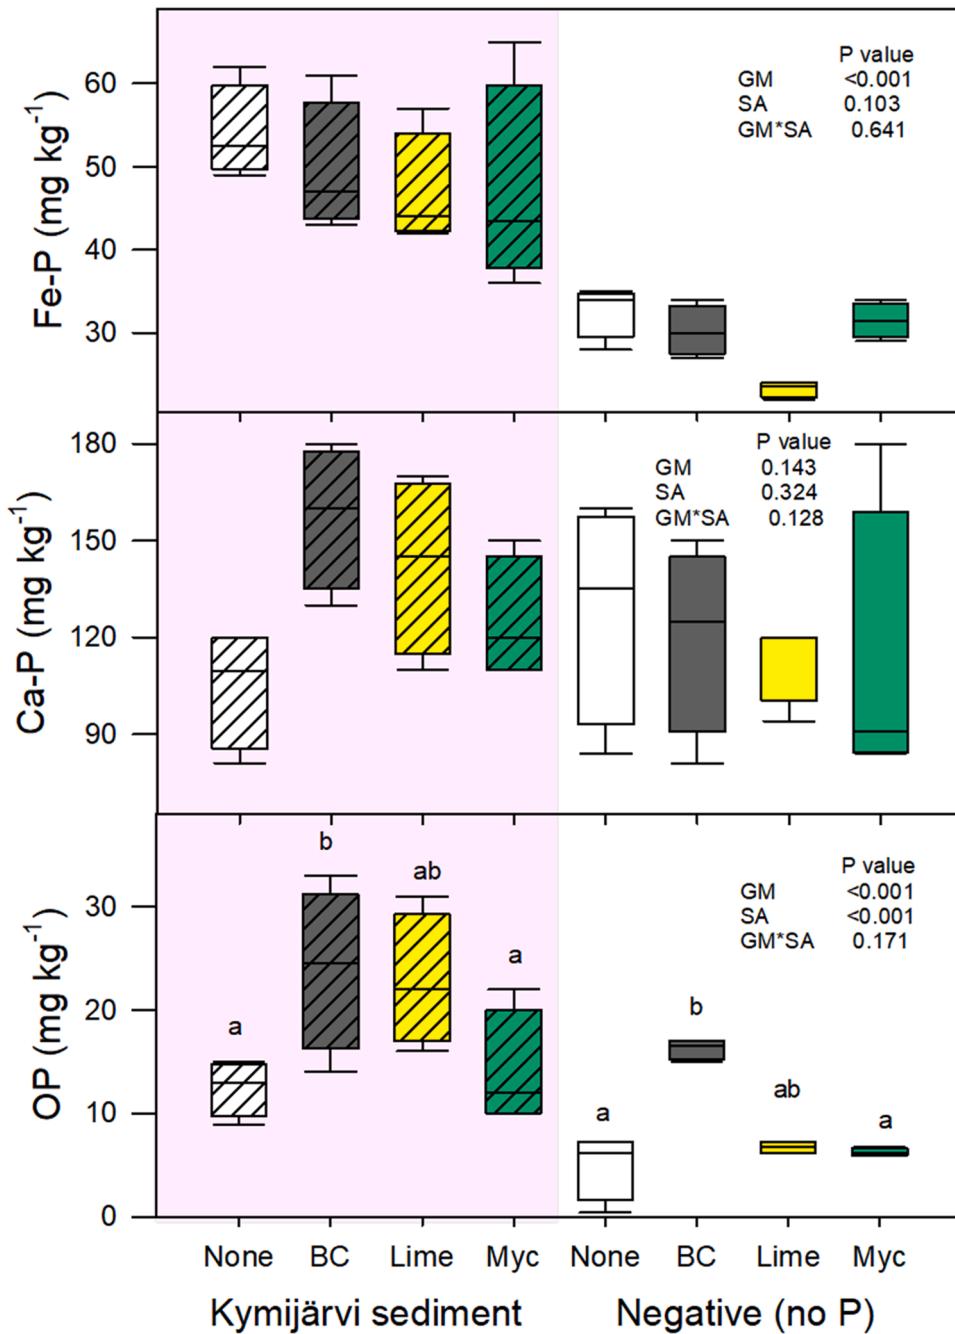 Fe-P (mg kg⁻¹)
60
50
40
30
P value
GM <0.001
SA 0.103
GM*SA 0.641
Ca-P (mg kg⁻¹)
180
150
120
90
P value
GM 0.143
SA 0.324
GM*SA 0.128
OP (mg kg⁻¹)
30
20
10
0
a
b
ab
a
a
b
ab
a
P value
GM <0.001
SA <0.001
GM*SA 0.171
None BC Lime Myc None BC Lime Myc
Kymijärvi sediment Negative (no P)